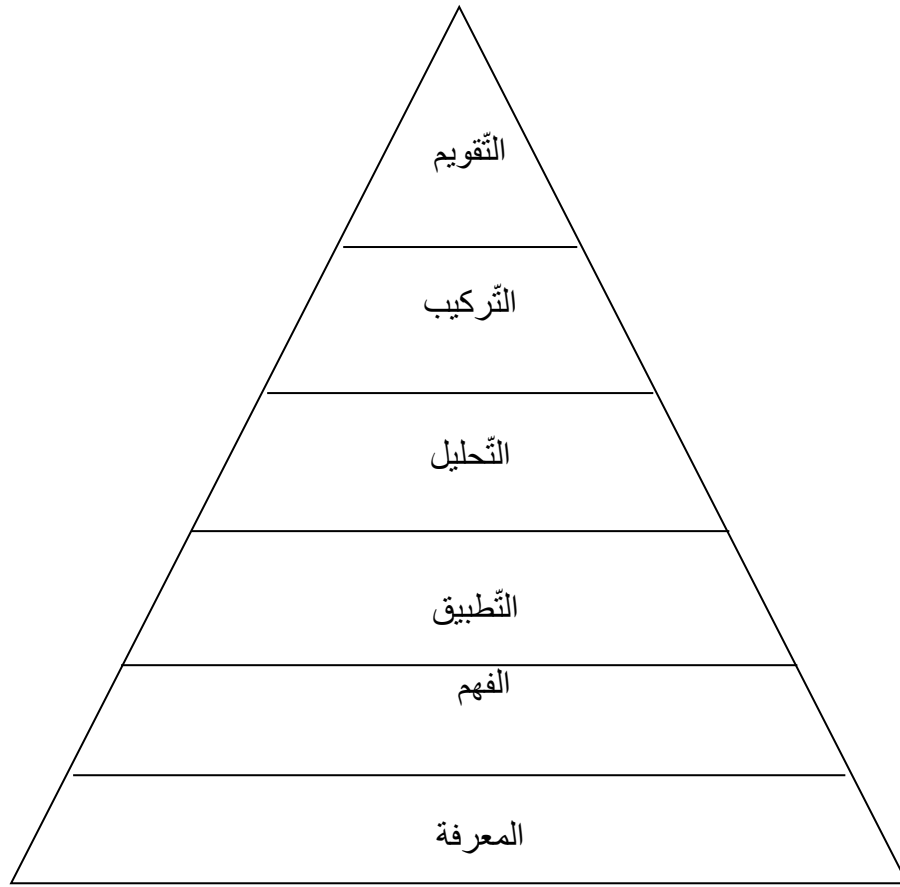 التّقويم
التّركيب
التّحليل
التّطبيق
الفهم
المعرفة